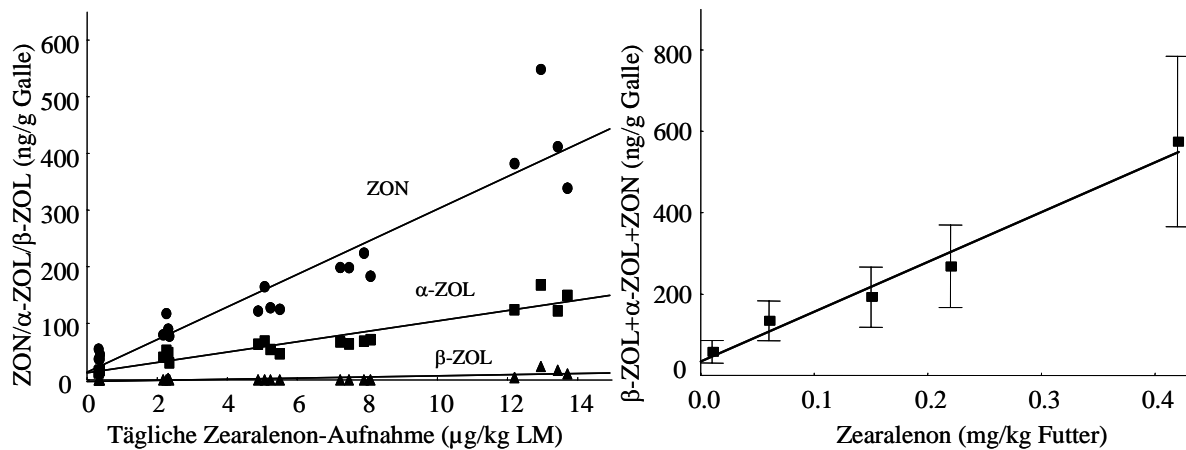 ZON/α-ZOL/β-ZOL (ng/g Galle)
600
500
400
300
200
100
0
ZON
α-ZOL
β-ZOL
0 2 4 6 8 10 12 14
Tägliche Zearalenon-Aufnahme (µg/kg LM)
β-ZOL+α-ZOL+ZON (ng/g Galle)
800
600
400
200
0
0.0 0.1 0.2 0.3 0.4
Zearalenon (mg/kg Futter)